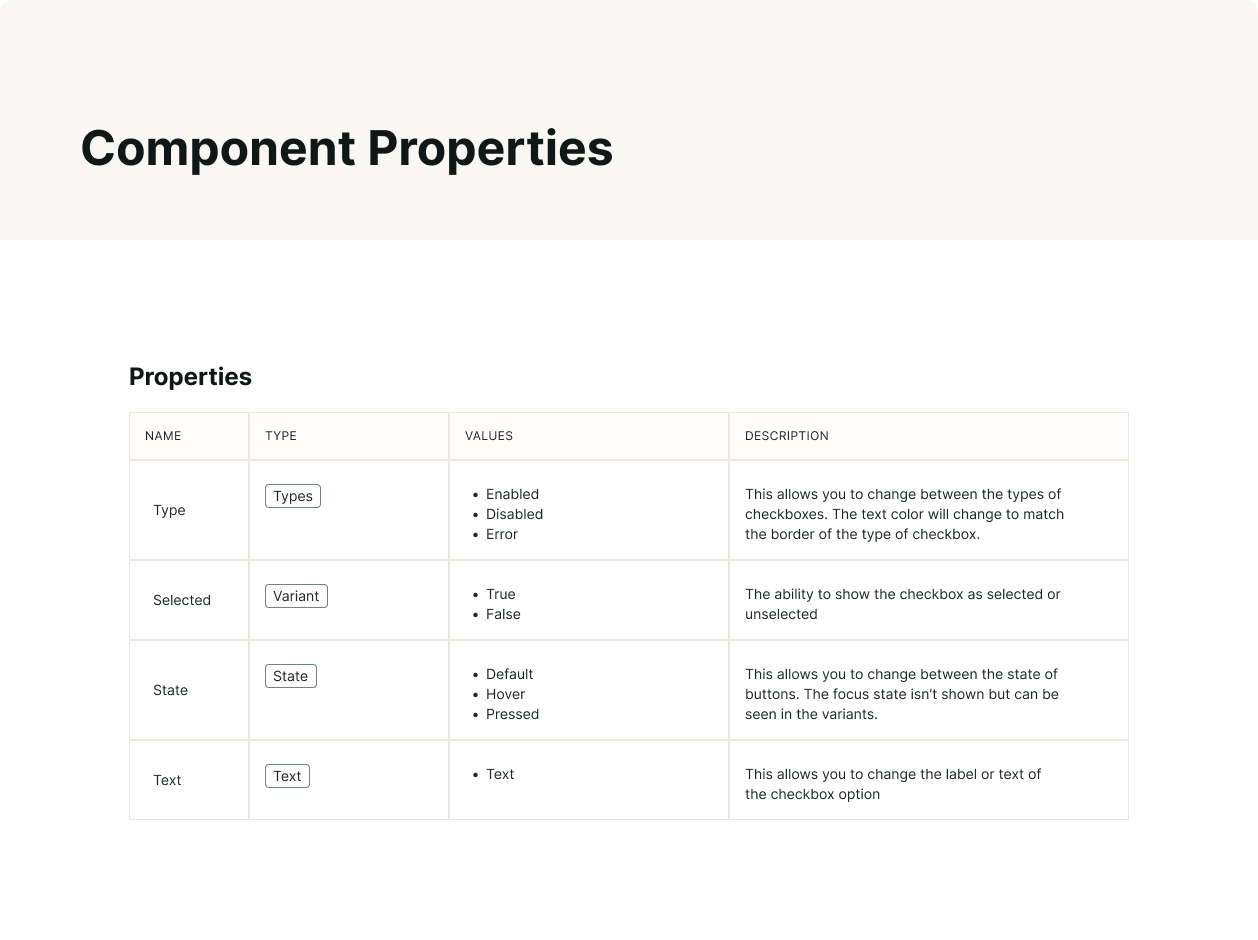 Component Properties
Properties
NAME TYPE VALUES DESCRIPTION
Type
Types
• Enabled
• Disabled
• Error
This allows you to change between the types of
checkboxes. The text color will change to match
the border of the type of checkbox.
Selected
Variant
• True
• False
The ability to show the checkbox as selected or
unselected
State
State
• Default
• Hover
• Pressed
This allows you to change between the state of
buttons. The focus state isn’t shown but can be
seen in the variants.
Text
Text
• Text
This allows you to change the label or text of
the checkbox option